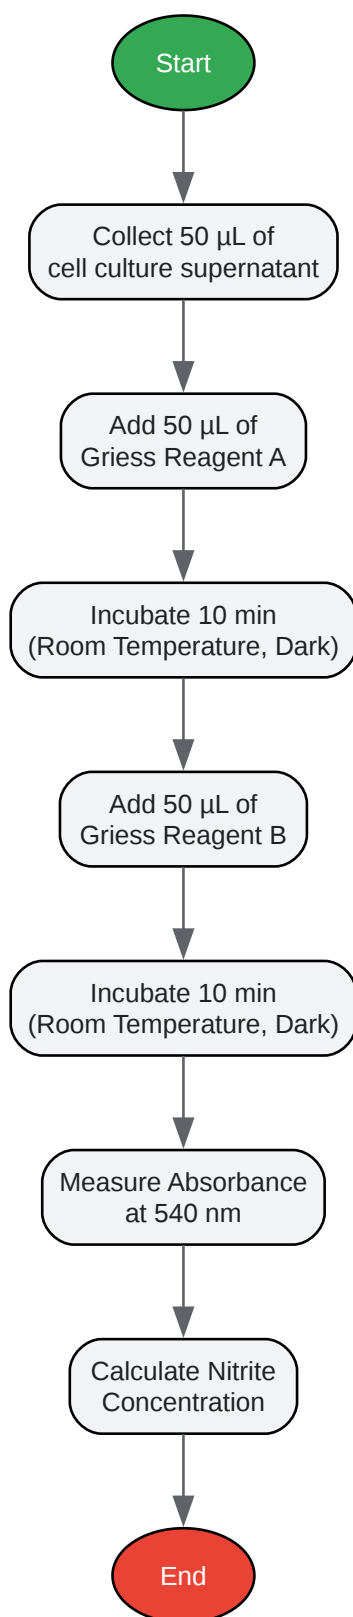 Start
Collect 50 µL of
cell culture supernatant
Add 50 µL of
Griess Reagent A
Incubate 10 min
(Room Temperature, Dark)
Add 50 µL of
Griess Reagent B
Incubate 10 min
(Room Temperature, Dark)
Measure Absorbance
at 540 nm
Calculate Nitrite
Concentration
End